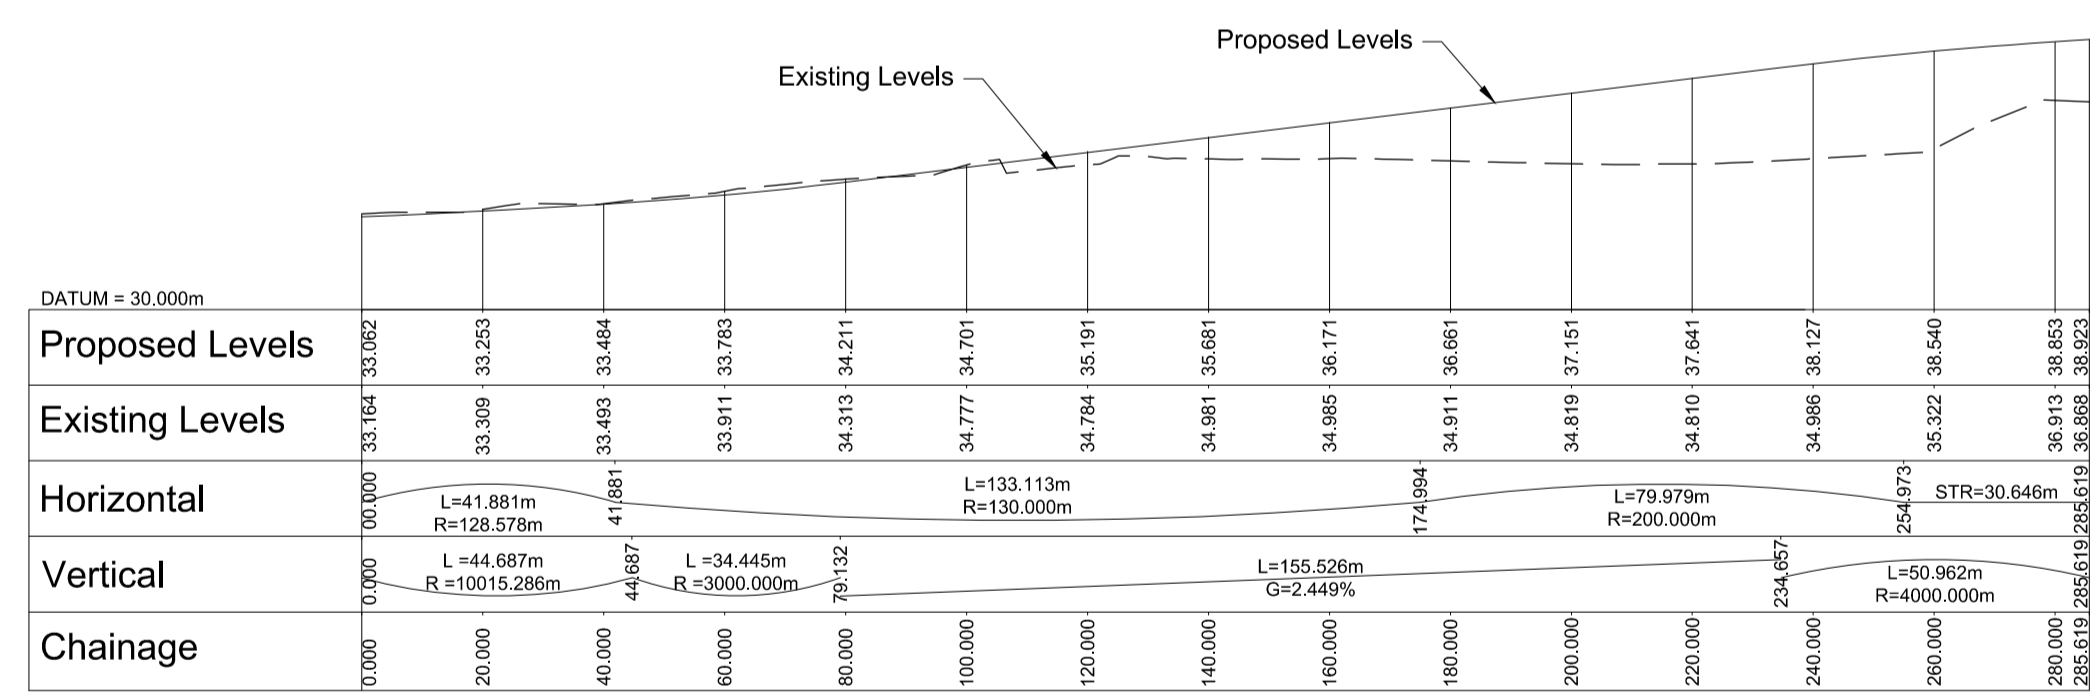 Proposed Levels
Existing Levels
DATUM = 30.000m
Proposed Levels
33.062 33.253 33.484 33.783 34.211 34.701 35.191 35.681 36.171 36.661 37.151 37.641 38.127 38.540 38.853 38.923
Existing Levels
33.164 33.309 33.493 33.911 34.313 34.777 34.784 34.981 34.985 34.911 34.819 34.810 34.986 35.322 36.913 36.868
Horizontal
00.000
L=41.881m
R=128.578m
41.881
L=133.113m
R=130.000m
174.994
L=79.979m
R=200.000m
254.973
STR=30.646m
285.619
Vertical
0.000
L =44.687m
R =10015.286m
44.687
L =34.445m
R =3000.000m
79.132
L=155.526m
G=2.449%
234.657
L=50.962m
R=4000.000m
285.619
Chainage
0.000 20.000 40.000 60.000 80.000 100.000 120.000 140.000 160.000 180.000 200.000 220.000 240.000 260.000 280.000 285.619